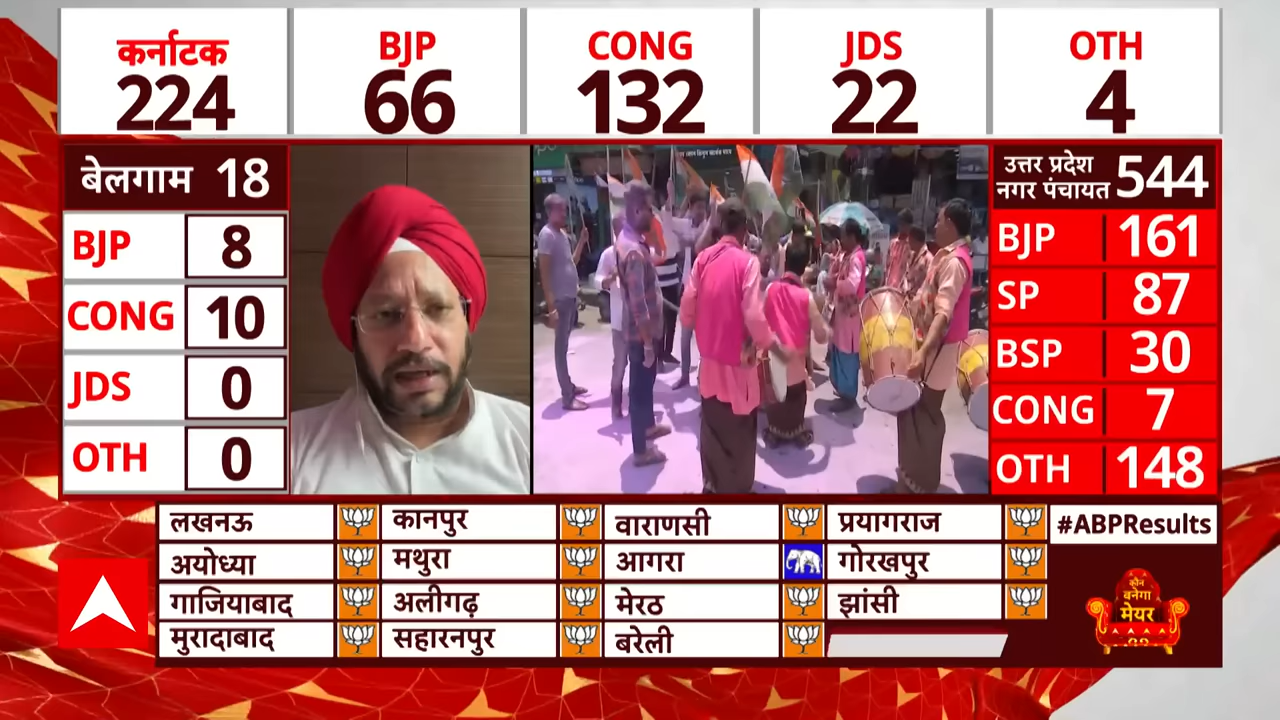 कर्नाटक
224
BJP
66
CONG
132
JDS
22
OTH
4
बेलगाम 18
BJP 8
CONG 10
JDS 0
OTH 0
उत्तर प्रदेश
नगर पंचायत 544
BJP 161
SP 87
BSP 30
CONG 7
OTH 148
लखनऊ कानपुर वाराणसी प्रयागराज
अयोध्या मथुरा आगरा गोरखपुर
गाजियाबाद अलीगढ़ मेरठ झांसी
मुरादाबाद सहारनपुर बरेली
#ABPResults
कौन
बनेगा
मेयर